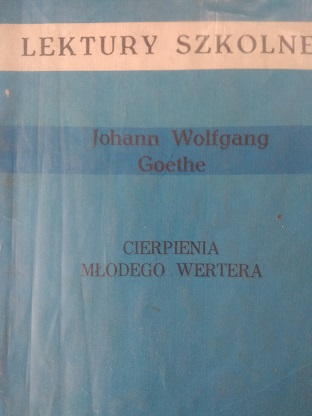 LEKTURY SZKOLNE
Johann Wolfgang
Goethe
CIERPIENIA
MŁODEGO WERTERA